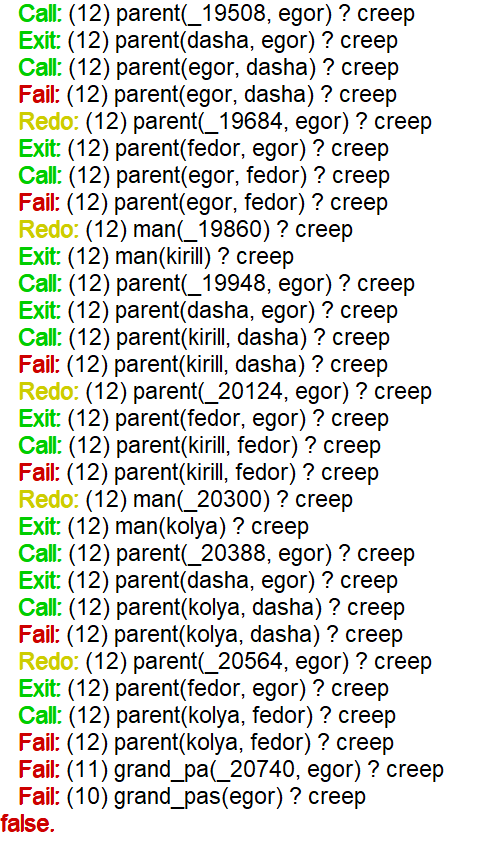 Call: (12) parent(_19508, egor) ? creep
Exit: (12) parent(dasha, egor) ? creep
Call: (12) parent(egor, dasha) ? creep
Fail: (12) parent(egor, dasha) ? creep
Redo: (12) parent(_19684, egor) ? creep
Exit: (12) parent(fedor, egor) ? creep
Call: (12) parent(egor, fedor) ? creep
Fail: (12) parent(egor, fedor) ? creep
Redo: (12) man(_19860) ? creep
Exit: (12) man(kirill) ? creep
Call: (12) parent(_19948, egor) ? creep
Exit: (12) parent(dasha, egor) ? creep
Call: (12) parent(kirill, dasha) ? creep
Fail: (12) parent(kirill, dasha) ? creep
Redo: (12) parent(_20124, egor) ? creep
Exit: (12) parent(fedor, egor) ? creep
Call: (12) parent(kirill, fedor) ? creep
Fail: (12) parent(kirill, fedor) ? creep
Redo: (12) man(_20300) ? creep
Exit: (12) man(kolya) ? creep
Call: (12) parent(_20388, egor) ? creep
Exit: (12) parent(dasha, egor) ? creep
Call: (12) parent(kolya, dasha) ? creep
Fail: (12) parent(kolya, dasha) ? creep
Redo: (12) parent(_20564, egor) ? creep
Exit: (12) parent(fedor, egor) ? creep
Call: (12) parent(kolya, fedor) ? creep
Fail: (12) parent(kolya, fedor) ? creep
Fail: (11) grand_pa(_20740, egor) ? creep
Fail: (10) grand_pas(egor) ? creep
false.